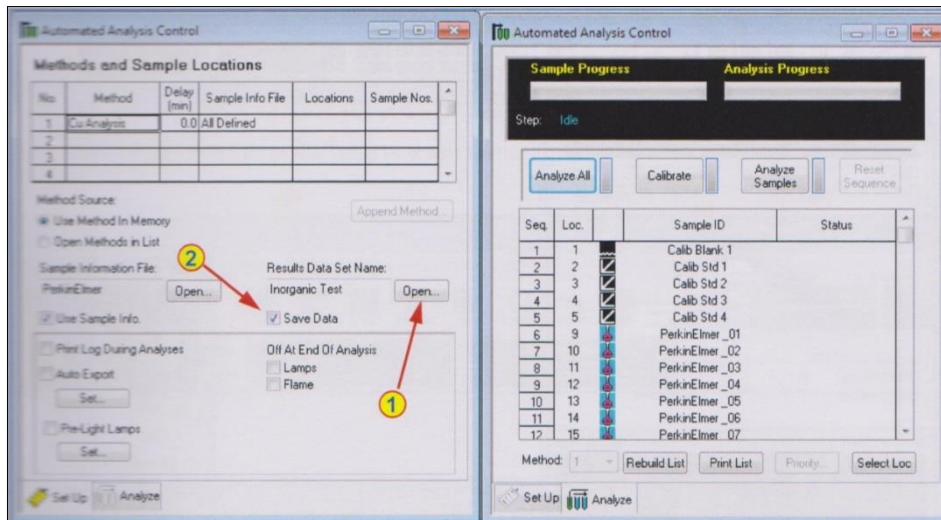 Automated Analysis Control
Methods and Sample Locations
No. Method Delay (min) Sample Info File Locations Sample Nos.
1 Cu Analysis 0.0 All Defined
2
3
4
Method Source:
Append Method...
Use Method In Memory
Open Methods in List
2
Sample Information File:
Results Data Set Name:
PerkinElmer
Open...
Inorganic Test
Open...
Use Sample Info.
Save Data
Print Log During Analyses
Off At End Of Analysis
Auto Export
Lamps
Flame
Set...
1
Pre-Light Lamps
Set...
Set Up
Analyze
Automated Analysis Control
Sample Progress
Analysis Progress
Step: Idle
Analyze All
Calibrate
Analyze Samples
Reset Sequence
Seq. Loc. Sample ID Status
1 1 Calib Blank 1
2 2 Calib Std 1
3 3 Calib Std 2
4 4 Calib Std 3
5 5 Calib Std 4
6 9 PerkinElmer _01
7 10 PerkinElmer _02
8 11 PerkinElmer _03
9 12 PerkinElmer _04
10 13 PerkinElmer _05
11 14 PerkinElmer _06
12 15 PerkinElmer 07
Method: 1
Rebuild List
Print List
Priority...
Select Loc
Set Up
Analyze